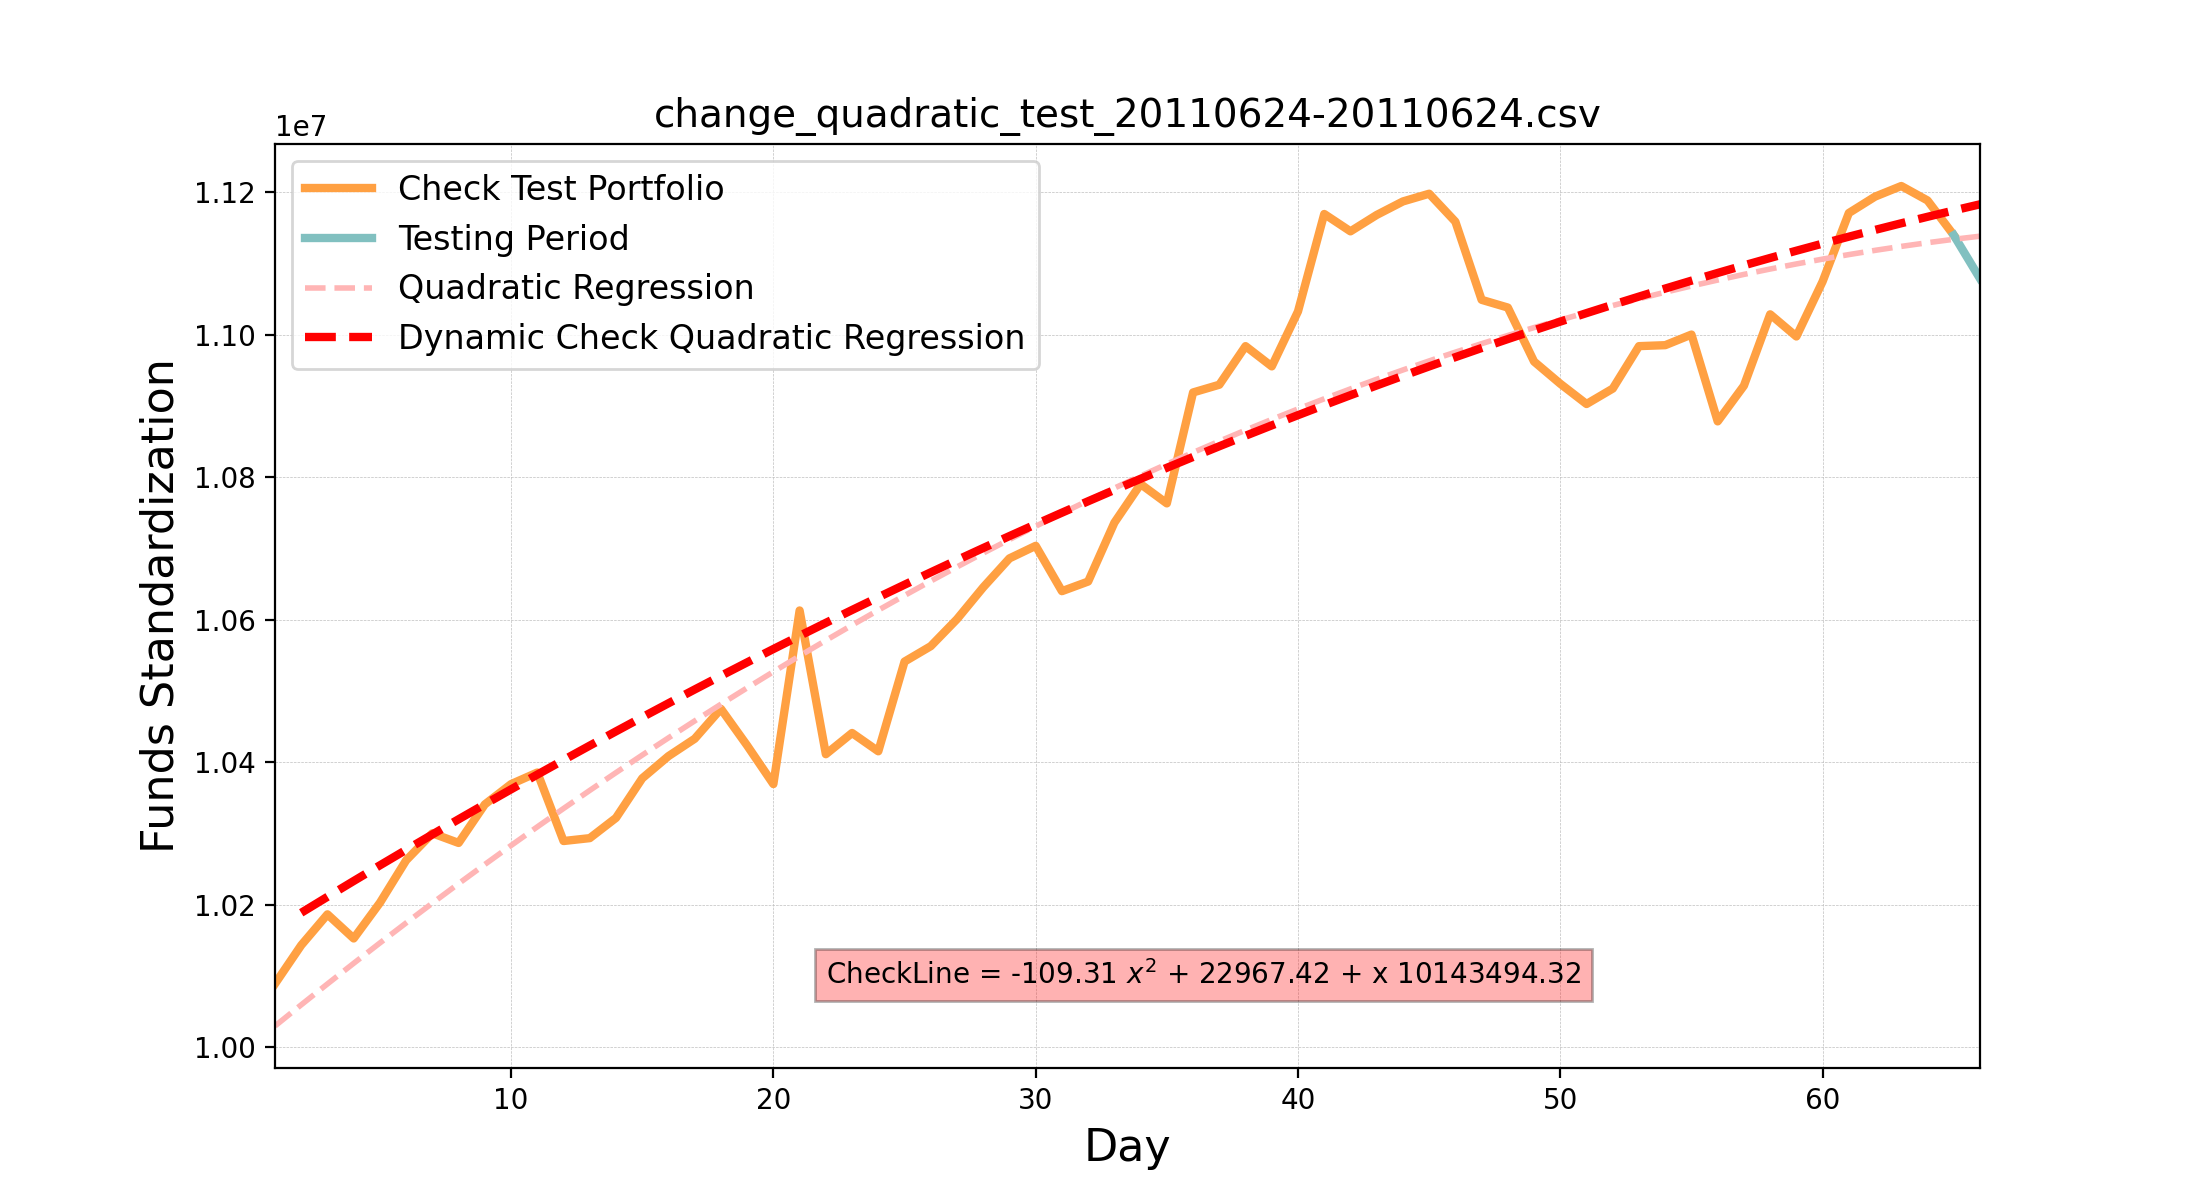 change_quadratic_test_20110624-20110624.csv
1e7
Check Test Portfolio
Testing Period
Quadratic Regression
Dynamic Check Quadratic Regression
1.12
1.10
1.08
1.06
1.04
1.02
1.00
Funds Standardization
CheckLine = -109.31 x² + 22967.42 + x 10143494.32
10 20 30 40 50 60
Day